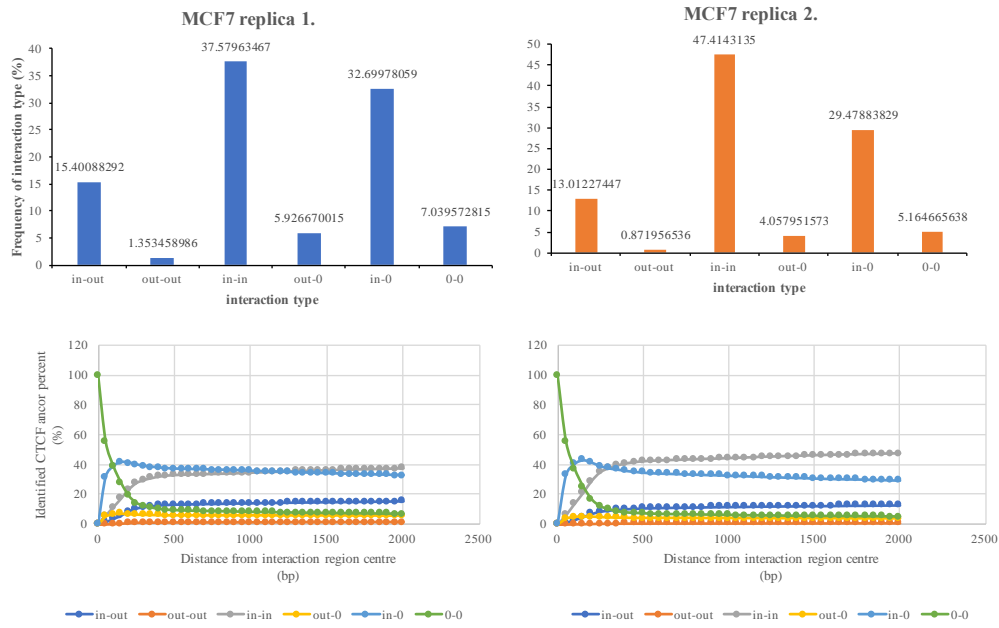 MCF7 replica 1.
Frequency of interaction type (%)
40
35
30
25
20
15
10
5
0
15.40088292
1.353458986
37.57963467
5.926670015
32.69978059
7.039572815
in-out out-out in-in out-0 in-0 0-0
interaction type
MCF7 replica 2.
50
45
40
35
30
25
20
15
10
5
0
13.01227447
0.871956536
47.4143135
4.057951573
29.47883829
5.164665638
in-out out-out in-in out-0 in-0 0-0
interaction type
Identified CTCF ancor percent
(%)
120
100
80
60
40
20
0
0 500 1000 1500 2000 2500
Distance from interaction region centre
(bp)
in-out out-out in-in out-0 in-0 0-0
120
100
80
60
40
20
0
0 500 1000 1500 2000 2500
Distance from interaction region centre
(bp)
in-out out-out in-in out-0 in-0 0-0